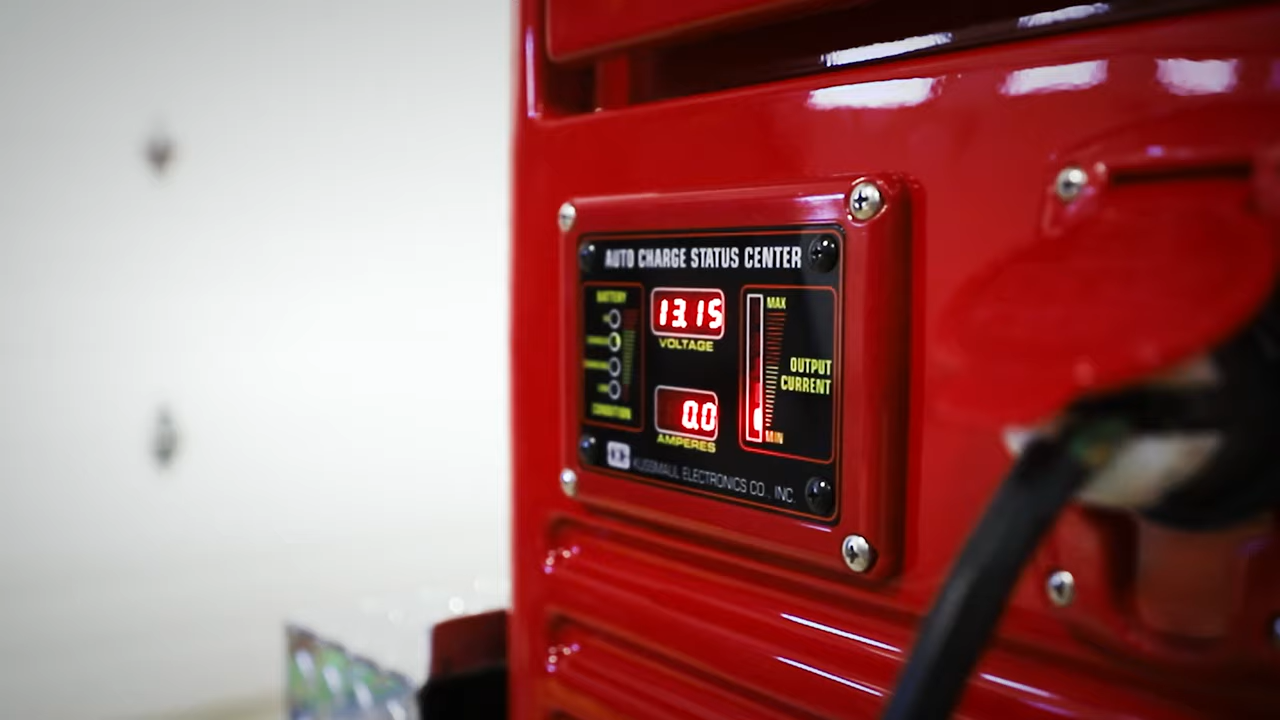 AUTO CHARGE STATUS CENTER
BATTERY
CONDITION
13.15
VOLTAGE
0.0
AMPERES
MAX
OUTPUT
CURRENT
MIN
KUSSMAUL ELECTRONICS CO., INC.